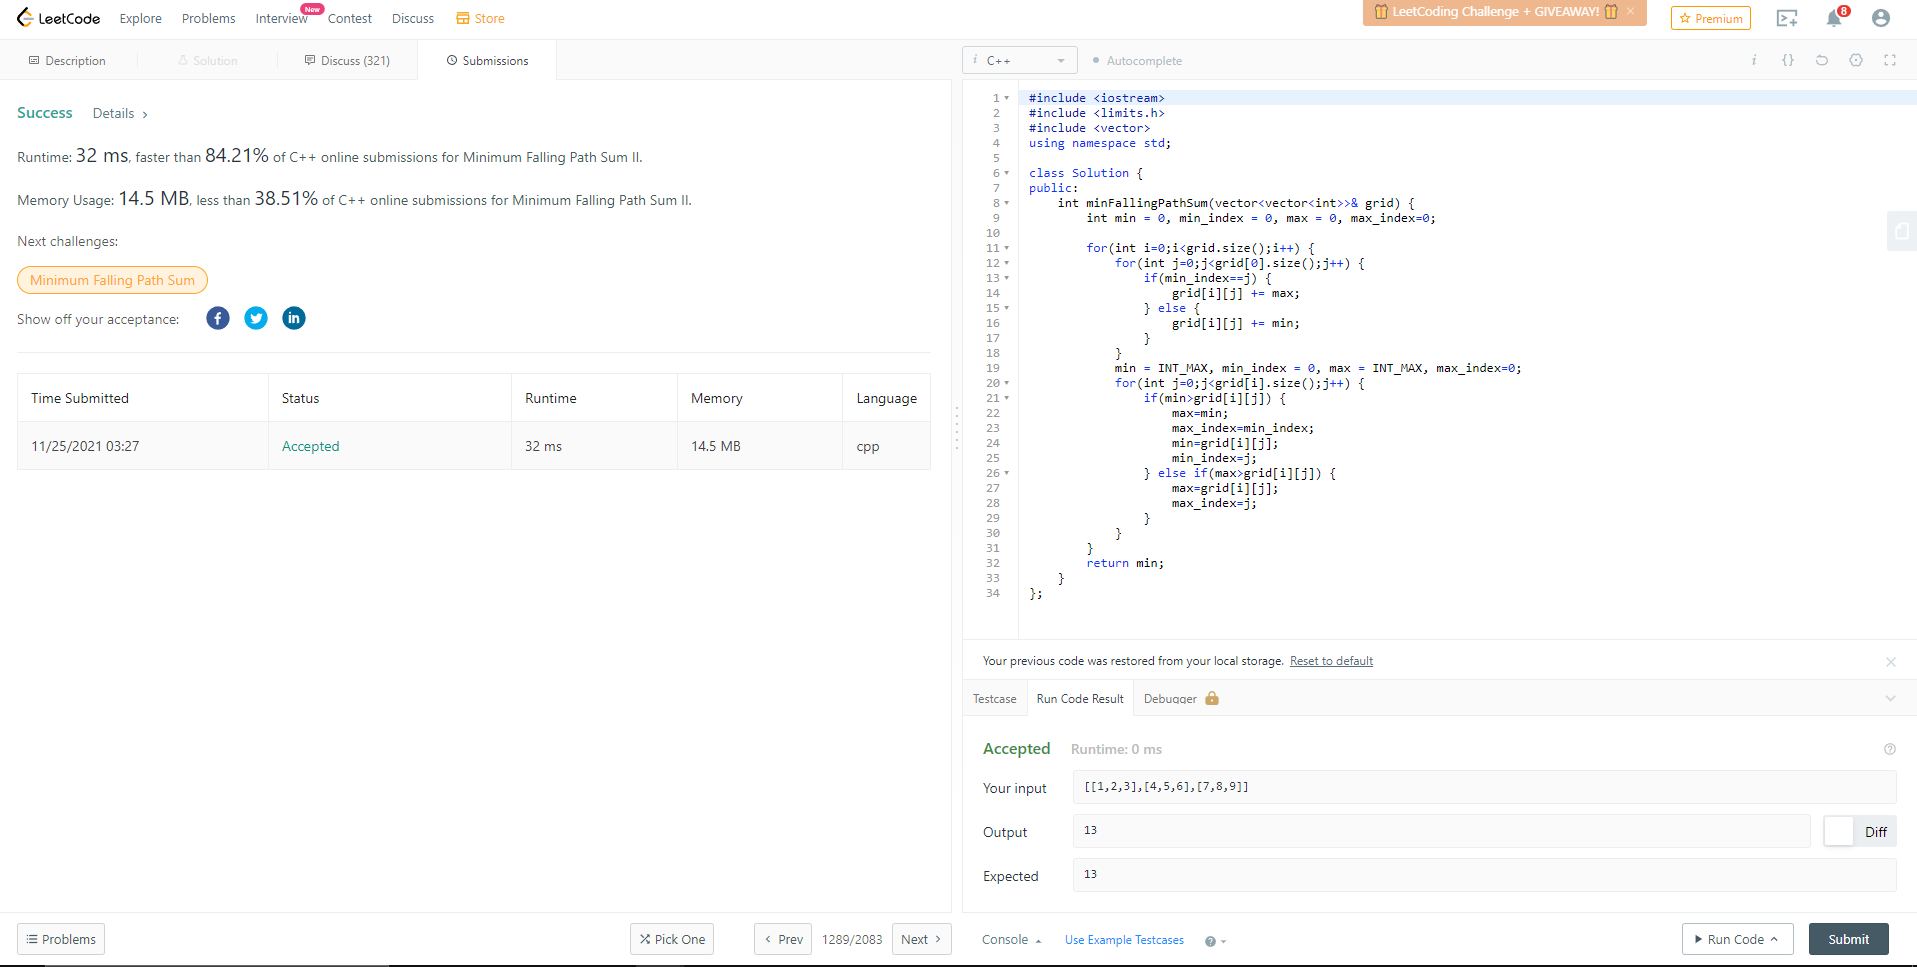 LeetCode Explore Problems Interview New Contest Discuss Store LeetCoding Challenge + GIVEAWAY! × Premium 8
Description Solution Discuss (321) Submissions
i C++ Autocomplete i {}
Success Details >
Runtime: 32 ms, faster than 84.21% of C++ online submissions for Minimum Falling Path Sum II.
Memory Usage: 14.5 MB, less than 38.51% of C++ online submissions for Minimum Falling Path Sum II.
Next challenges:
Minimum Falling Path Sum
Show off your acceptance:
Time Submitted Status Runtime Memory Language
11/25/2021 03:27 Accepted 32 ms 14.5 MB cpp
1 #include <iostream>
2 #include <limits.h>
3 #include <vector>
4 using namespace std;
5
6 class Solution {
7 public:
8 int minFallingPathSum(vector<vector<int>>& grid) {
9 int min = 0, min_index = 0, max = 0, max_index=0;
10
11 for(int i=0;i<grid.size();i++) {
12 for(int j=0;j<grid[0].size();j++) {
13 if(min_index==j) {
14 grid[i][j] += max;
15 } else {
16 grid[i][j] += min;
17 }
18 }
19 min = INT_MAX, min_index = 0, max = INT_MAX, max_index=0;
20 for(int j=0;j<grid[i].size();j++) {
21 if(min>grid[i][j]) {
22 max=min;
23 max_index=min_index;
24 min=grid[i][j];
25 min_index=j;
26 } else if(max>grid[i][j]) {
27 max=grid[i][j];
28 max_index=j;
29 }
30 }
31 }
32 return min;
33 }
34 };
Your previous code was restored from your local storage. Reset to default
Testcase Run Code Result Debugger
Accepted Runtime: 0 ms
Your input [[1,2,3],[4,5,6],[7,8,9]]
Output 13 Diff
Expected 13
Problems Pick One < Prev 1289/2083 Next > Console Use Example Testcases Run Code Submit